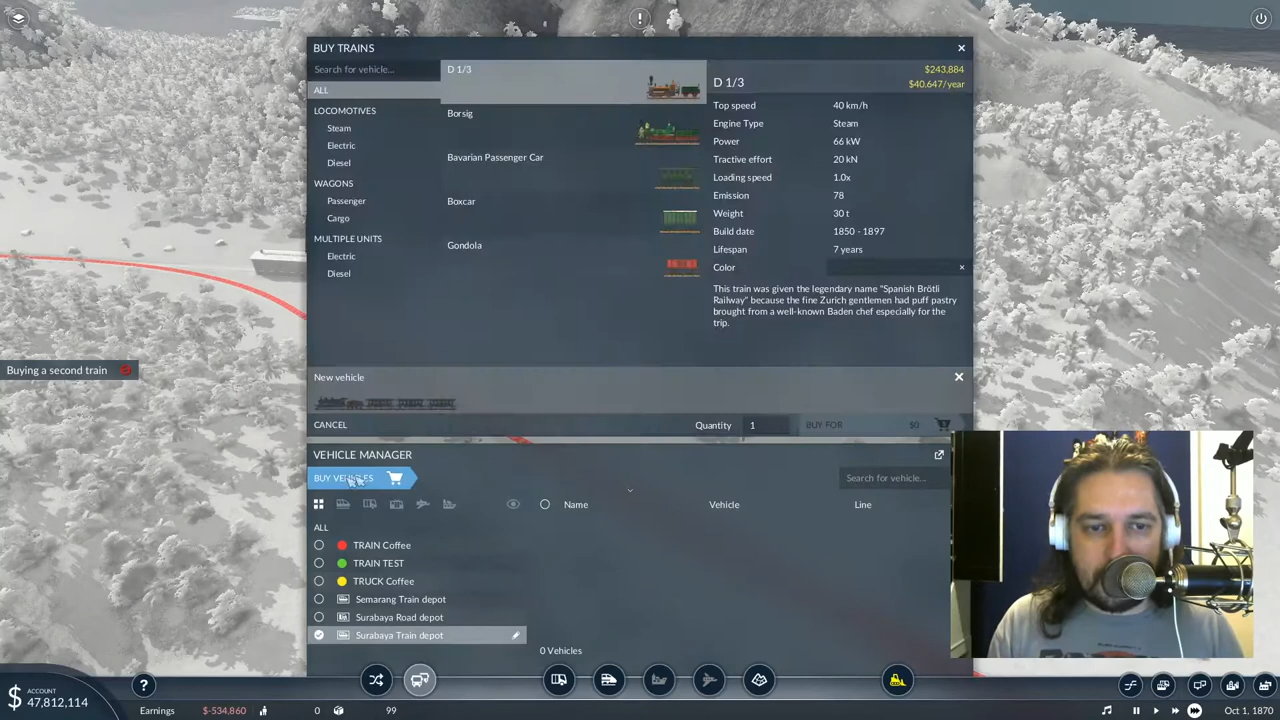 BUY TRAINS
Search for vehicle...
ALL
LOCOMOTIVES
Steam
Electric
Diesel
WAGONS
Passenger
Cargo
MULTIPLE UNITS
Electric
Diesel
D 1/3
Borsig
Bavarian Passenger Car
Boxcar
Gondola
$243,884
D 1/3
$40,647/year
Top speed 40 km/h
Engine Type Steam
Power 66 kW
Tractive effort 20 kN
Loading speed 1.0x
Emission 78
Weight 30 t
Build date 1850 - 1897
Lifespan 7 years
Color
This train was given the legendary name "Spanish Brötli
Railway" because the fine Zurich gentlemen had puff pastry
brought from a well-known Baden chef especially for the
trip.
Buying a second train
New vehicle
CANCEL Quantity 1 BUY FOR $0
VEHICLE MANAGER
BUY VEHICLES Search for vehicle...
Name Vehicle Line
ALL
TRAIN Coffee
TRAIN TEST
TRUCK Coffee
Semarang Train depot
Surabaya Road depot
Surabaya Train depot
0 Vehicles
$ ACCOUNT
47,812,114
?
Earnings $-534,860 0 99 Oct 1, 1870